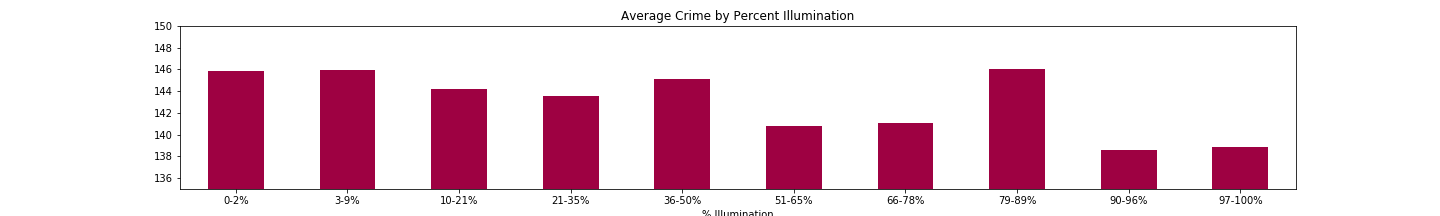 Average Crime by Percent Illumination
150
148
146
144
142
140
138
136
0-2% 3-9% 10-21% 21-35% 36-50% 51-65% 66-78% 79-89% 90-96% 97-100%
% Illumination